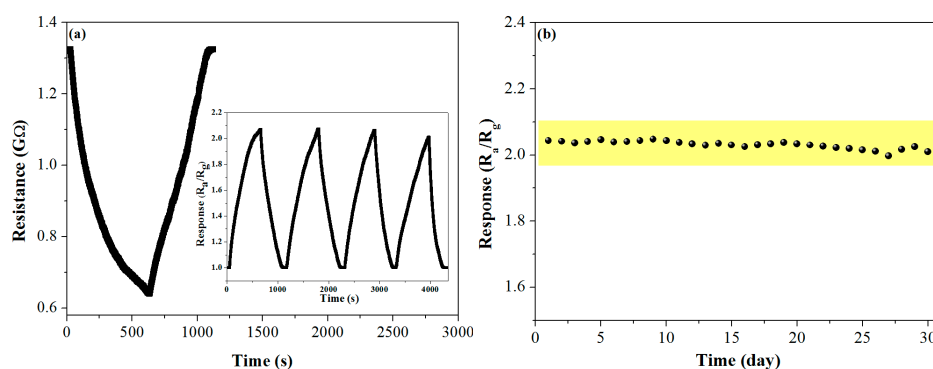 (a)
Resistance (GΩ)
1.4
1.2
1.0
0.8
0.6
0 500 1000 1500 2000 2500 3000
Time (s)
Response (Ra/Rg)
2.2
2.0
1.8
1.6
1.4
1.2
1.0
0 1000 2000 3000 4000
Time (s)
(b)
Response (Ra/Rg)
2.4
2.2
2.0
1.8
1.6
0 5 10 15 20 25 30
Time (day)